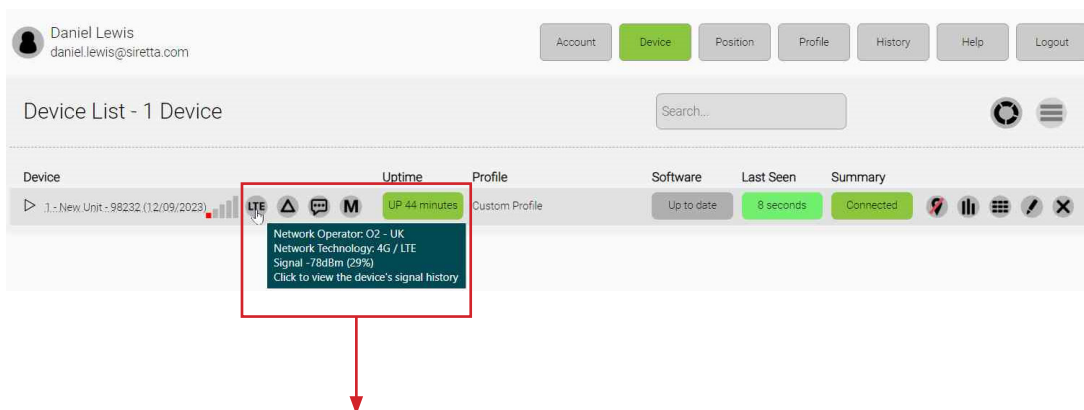 Daniel Lewis
daniel.lewis@siretta.com
Account Device Position Profile History Help Logout
Device List - 1 Device
Search...
Device Uptime Profile Software Last Seen Summary
1 - New Unit - 98232 (12/09/2023) LTE M UP 44 minutes Custom Profile Up to date 8 seconds Connected
Network Operator: O2 - UK
Network Technology: 4G / LTE
Signal -78dBm (29%)
Click to view the device's signal history